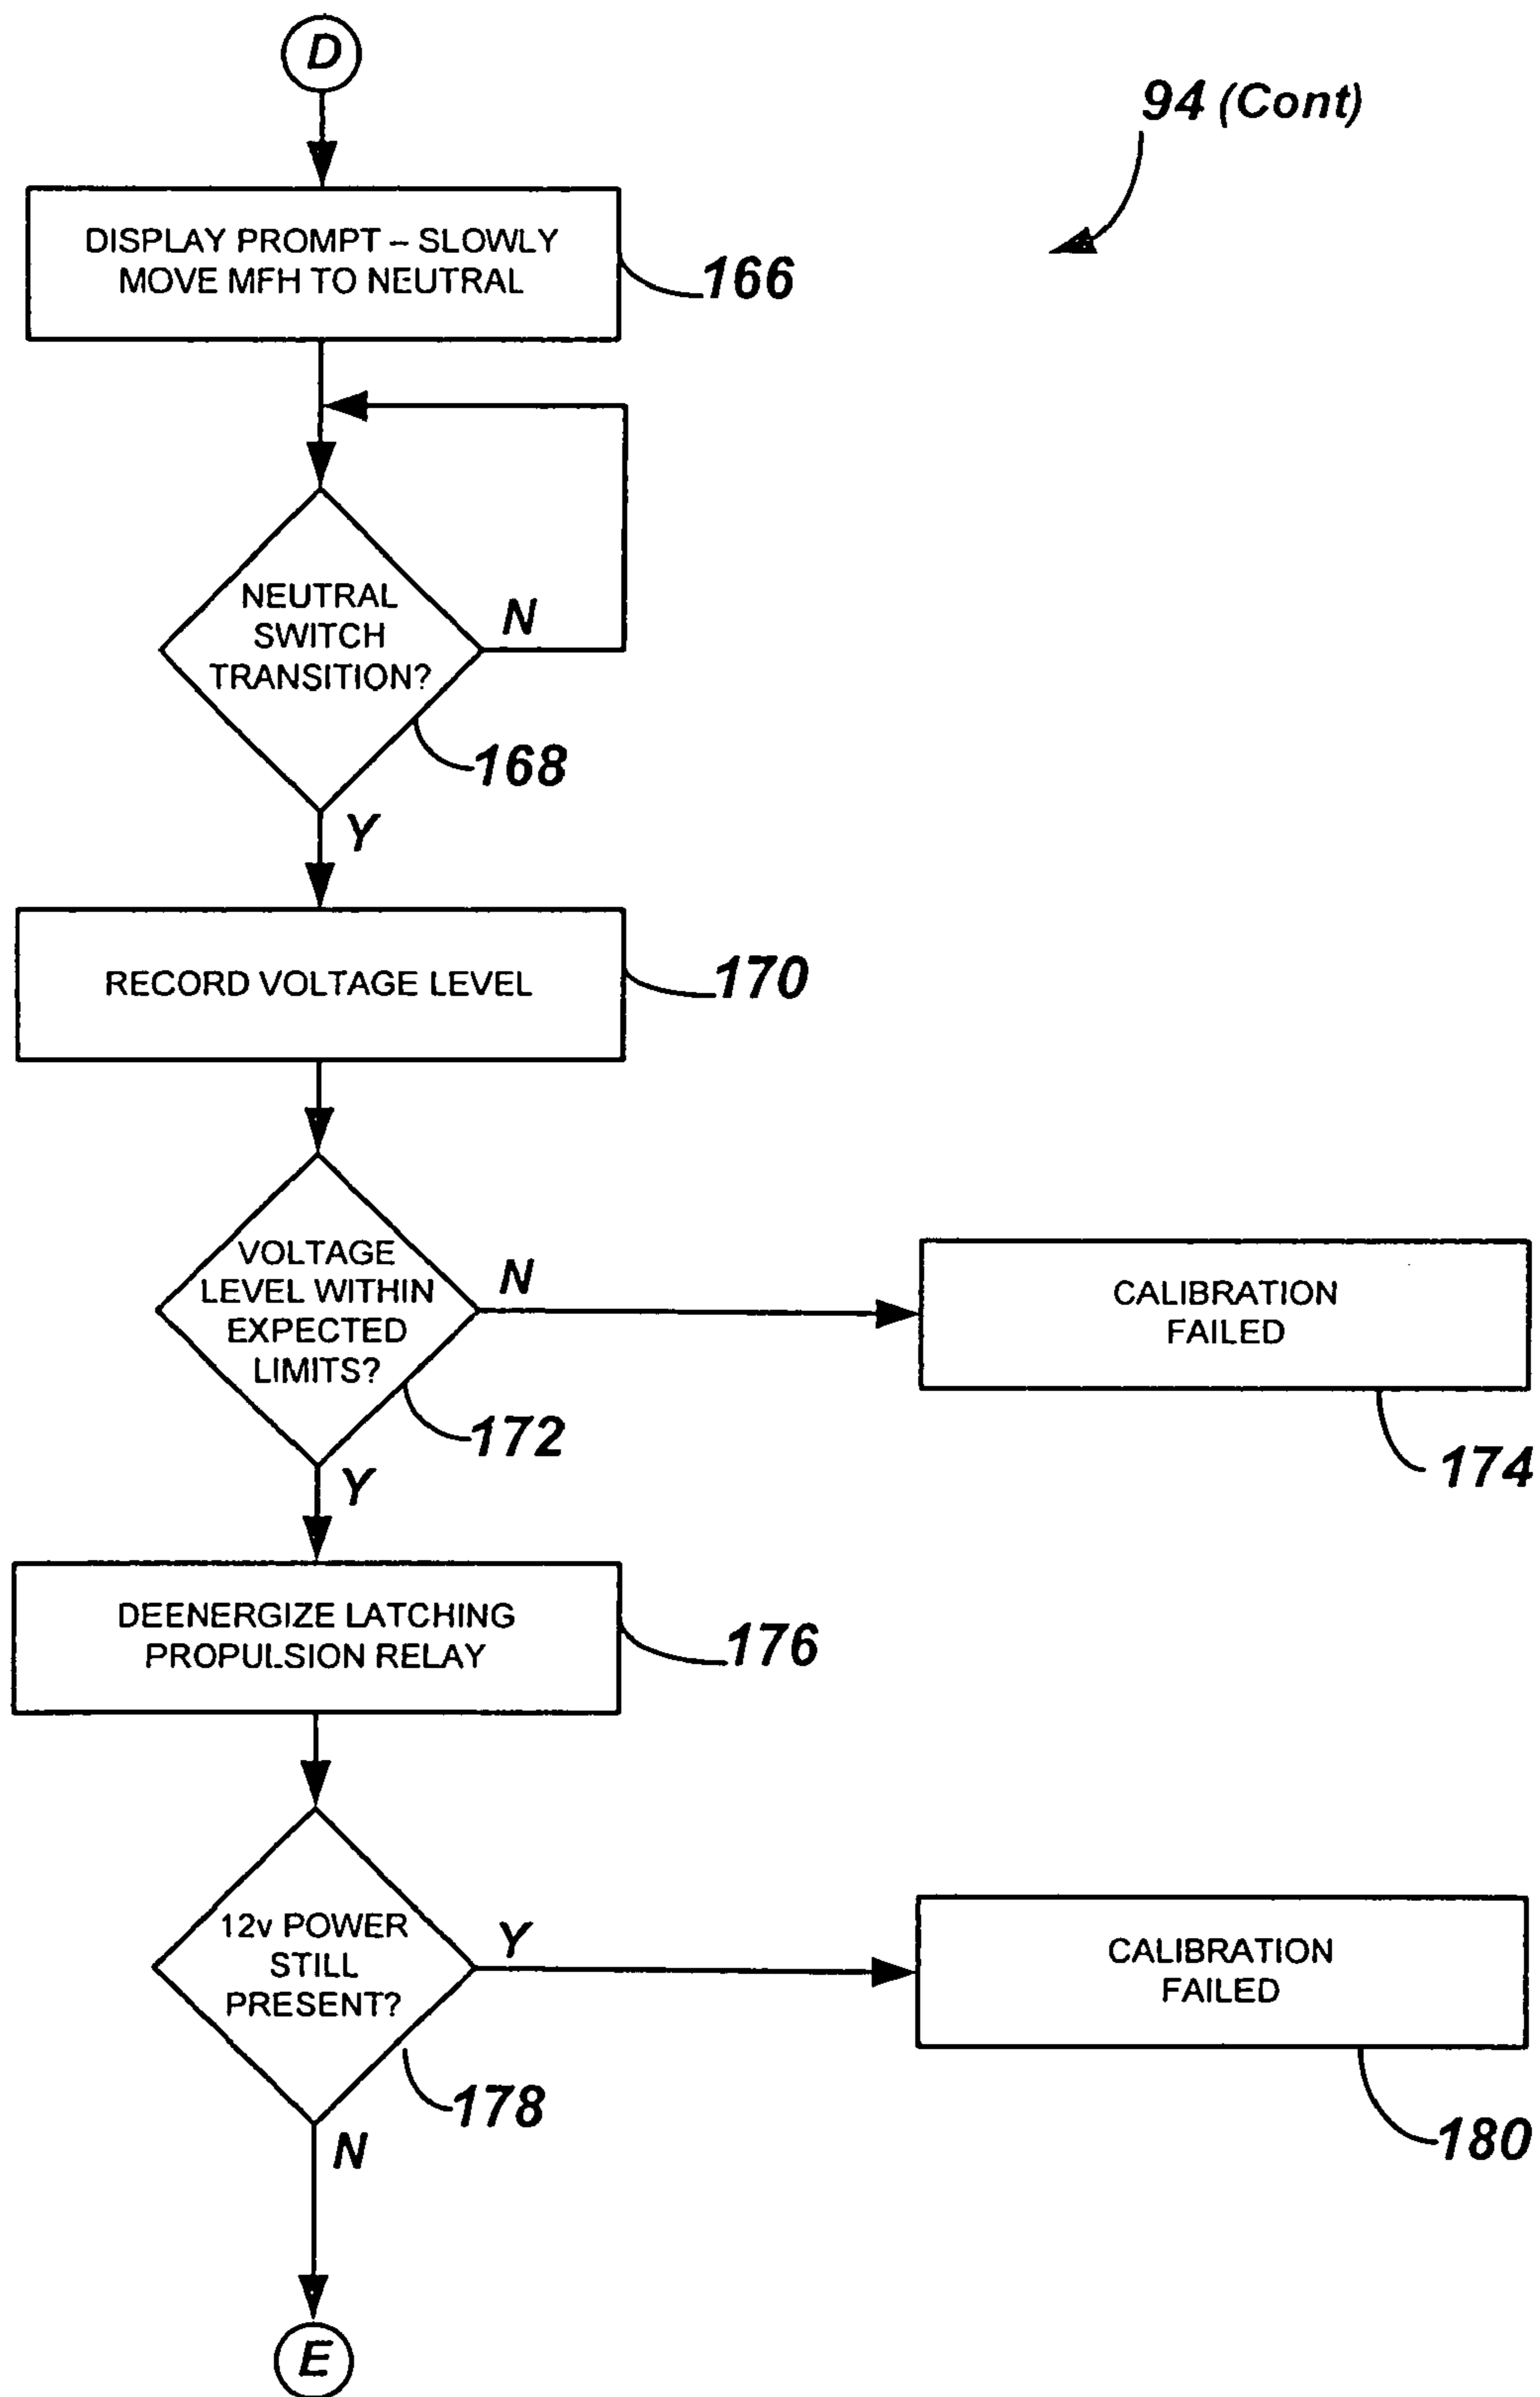 D
94 (Cont)
DISPLAY PROMPT – SLOWLY
MOVE MFH TO NEUTRAL
166
NEUTRAL
SWITCH
TRANSITION?
N
168
Y
RECORD VOLTAGE LEVEL
170
VOLTAGE
LEVEL WITHIN
EXPECTED
LIMITS?
N
CALIBRATION
FAILED
172
174
Y
DEENERGIZE LATCHING
PROPULSION RELAY
176
12v POWER
STILL
PRESENT?
Y
CALIBRATION
FAILED
178
180
N
E